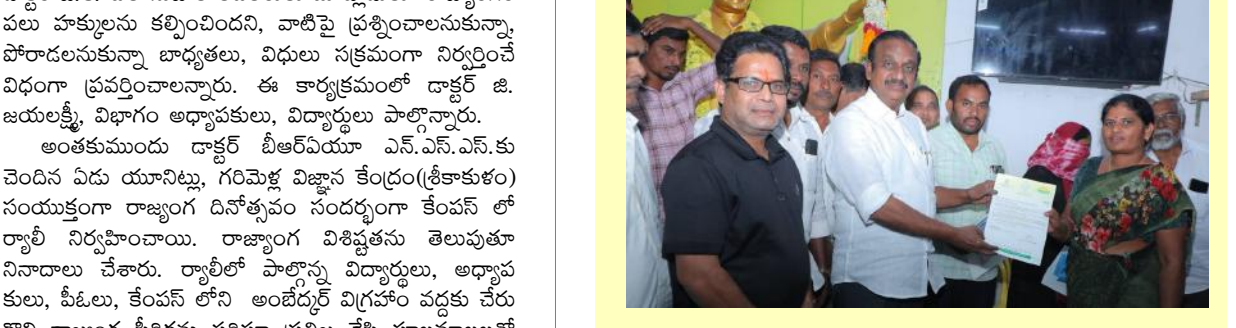 పలు హక్కులను కల్పించిందని, వాటిపై ప్రశ్నించాలనుకున్నా,
పోరాడలనుకున్నా బాధ్యతలు, విధులు సక్రమంగా నిర్వర్తించే
విధంగా ప్రవర్తించాలన్నారు. ఈ కార్యక్రమంలో డాక్టర్ జి.
జయలక్ష్మీ, విభాగం అధ్యాపకులు, విద్యార్థులు పాల్గొన్నారు.
అంతకుముందు డాక్టర్ బీఆర్ఏయూ ఎన్.ఎస్.ఎస్.కు
చెందిన ఏడు యూనిట్లు, గరిమెళ్ల విజ్ఞాన కేంద్రం(శ్రీకాకుళం)
సంయుక్తంగా రాజ్యంగ దినోత్సవం సందర్భంగా కేంపస్ లో
ర్యాలీ నిర్వహించాయి. రాజ్యాంగ విశిష్టతను తెలుపుతూ
నినాదాలు చేశారు. ర్యాలీలో పాల్గొన్న విద్యార్థులు, అధ్యాప
కులు, పీఓలు, కేంపస్ లోని అంబేద్కర్ విగ్రహాం వద్దకు చేరు